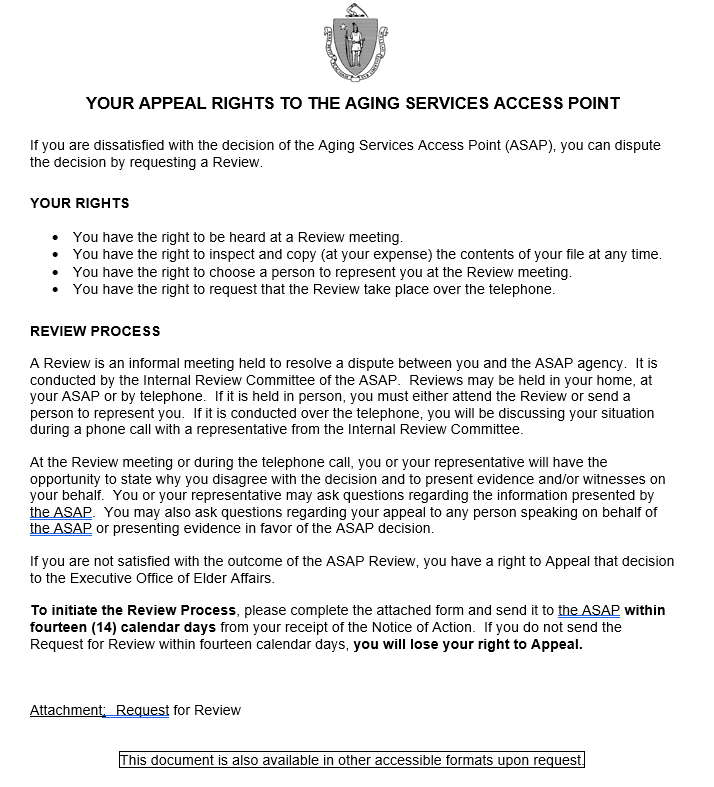 YOUR APPEAL RIGHTS TO THE AGING SERVICES ACCESS POINT
If you are dissatisfied with the decision of the Aging Services Access Point (ASAP), you can dispute
the decision by requesting a Review.
YOUR RIGHTS
• You have the right to be heard at a Review meeting.
• You have the right to inspect and copy (at your expense) the contents of your file at any time.
• You have the right to choose a person to represent you at the Review meeting.
• You have the right to request that the Review take place over the telephone.
REVIEW PROCESS
A Review is an informal meeting held to resolve a dispute between you and the ASAP agency.  It is
conducted by the Internal Review Committee of the ASAP.  Reviews may be held in your home, at
your ASAP or by telephone.  If it is held in person, you must either attend the Review or send a
person to represent you.  If it is conducted over the telephone, you will be discussing your situation
during a phone call with a representative from the Internal Review Committee.
At the Review meeting or during the telephone call, you or your representative will have the
opportunity to state why you disagree with the decision and to present evidence and/or witnesses on
your behalf.  You or your representative may ask questions regarding the information presented by
the ASAP.  You may also ask questions regarding your appeal to any person speaking on behalf of
the ASAP or presenting evidence in favor of the ASAP decision.
If you are not satisfied with the outcome of the ASAP Review, you have a right to Appeal that decision
to the Executive Office of Elder Affairs.
To initiate the Review Process, please complete the attached form and send it to the ASAP within
fourteen (14) calendar days from your receipt of the Notice of Action.  If you do not send the
Request for Review within fourteen calendar days, you will lose your right to Appeal.
Attachment:  Request for Review
This document is also available in other accessible formats upon request.